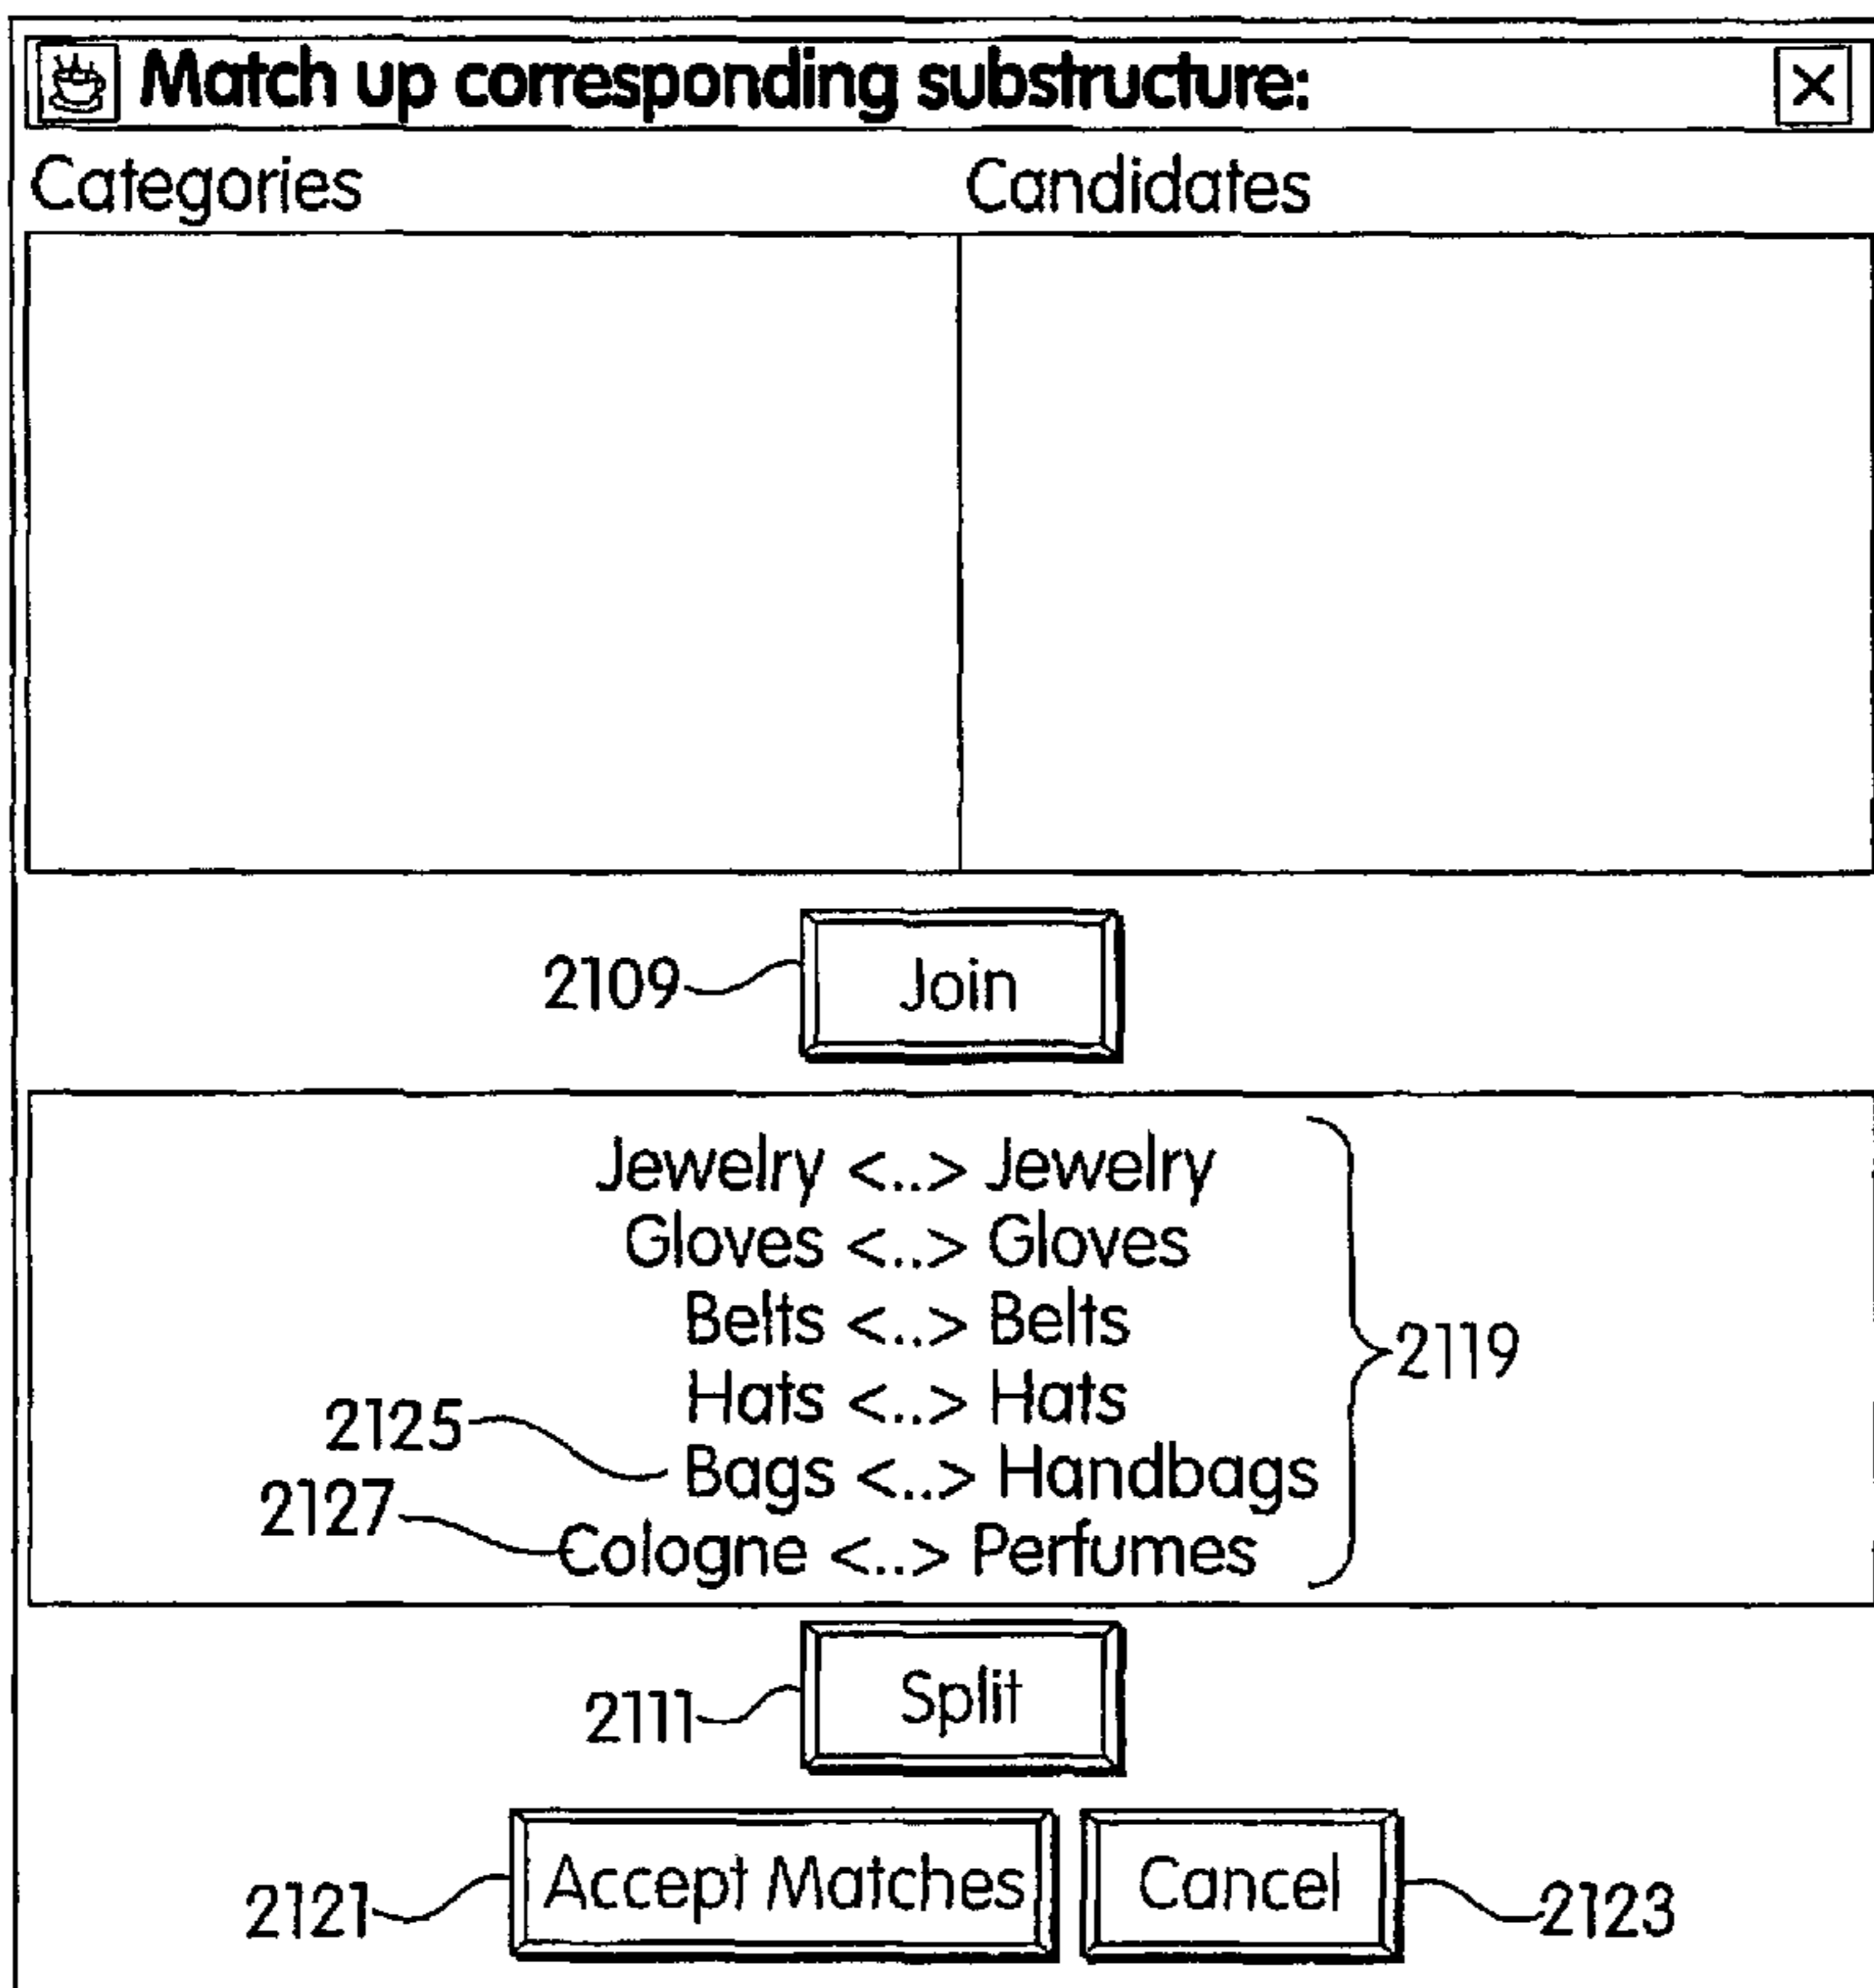 Match up corresponding substructure:
Categories Candidates
2109 Join
Jewelry <..> Jewelry
Gloves <..> Gloves
Belts <..> Belts
2119
Hats <..> Hats
2125 Bags <..> Handbags
2127 Cologne <..> Perfumes
2111 Split
2121 Accept Matches Cancel 2123